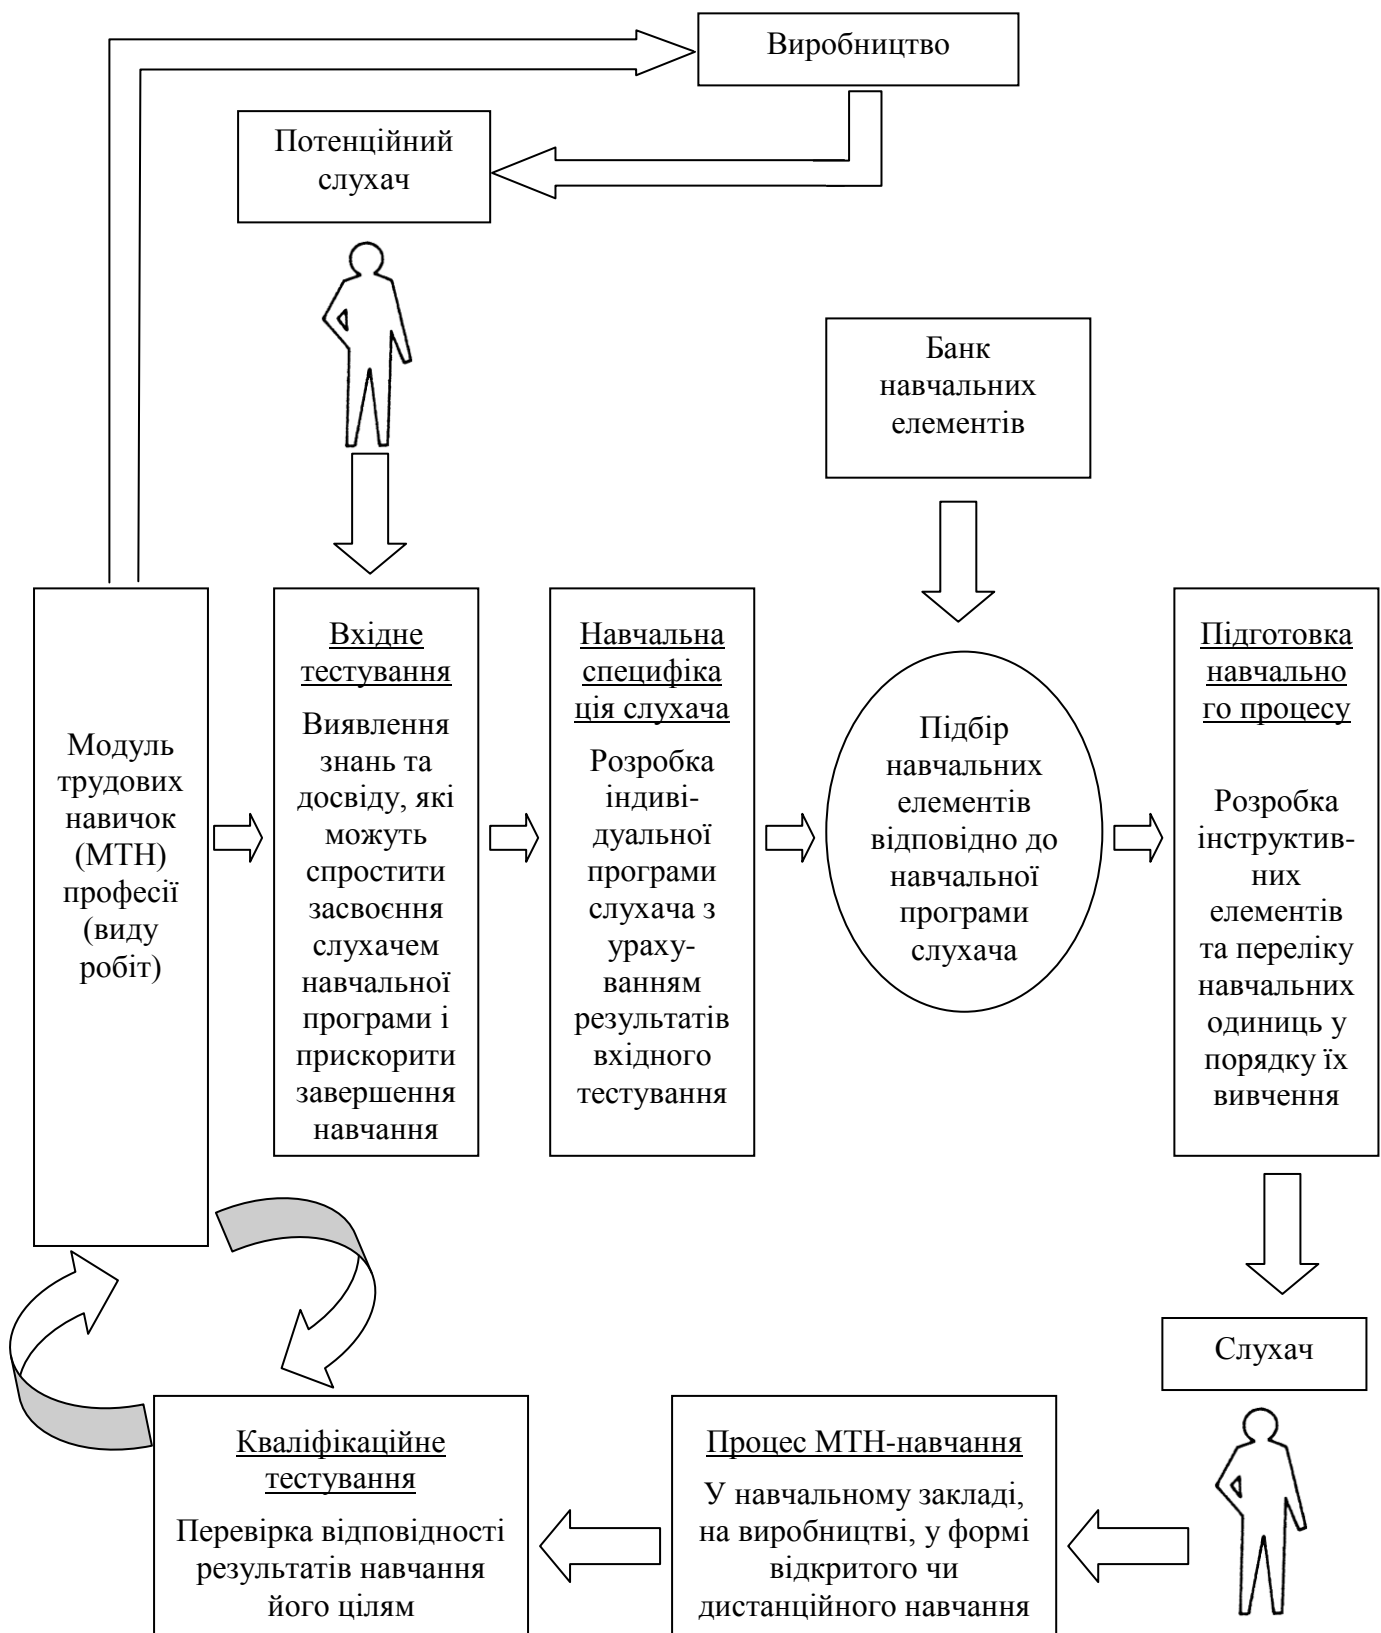 Виробництво
Потенційний
слухач
Банк
навчальних
елементів
Модуль
трудових
навичок
(МТН)
професії
(виду
робіт)
Вхідне
тестування
Виявлення
знань та
досвіду, які
можуть
спростити
засвоєння
слухачем
навчальної
програми і
прискорити
завершення
навчання
Навчальна
специфіка
ція слухача
Розробка
індиві-
дуальної
програми
слухача з
ураху-
ванням
результатів
вхідного
тестування
Підбір
навчальних
елементів
відповідно до
навчальної
програми
слухача
Підготовка
навчально
го процесу
Розробка
інструктив-
них
елементів
та переліку
навчальних
одиниць у
порядку їх
вивчення
Слухач
Процес МТН-навчання
У навчальному закладі,
на виробництві, у формі
відкритого чи
дистанційного навчання
Кваліфікаційне
тестування
Перевірка відповідності
результатів навчання
його цілям